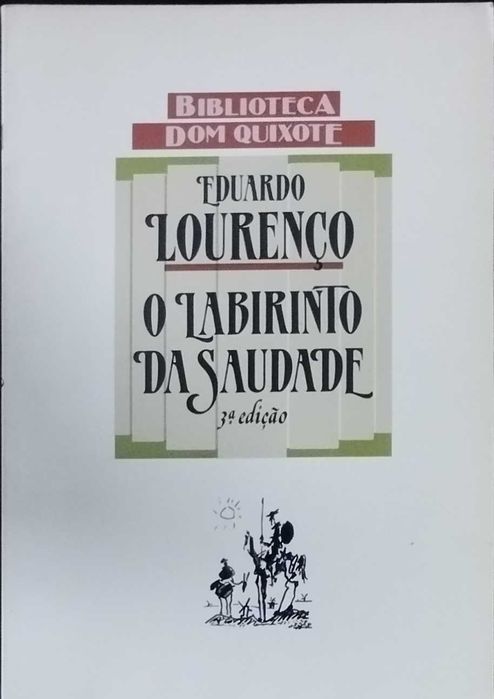 BIBLIOTECA
DOM QUIXOTE
EDUARDO
LOURENÇO
O LABIRINTO
DA SAUDADE
3ª edição